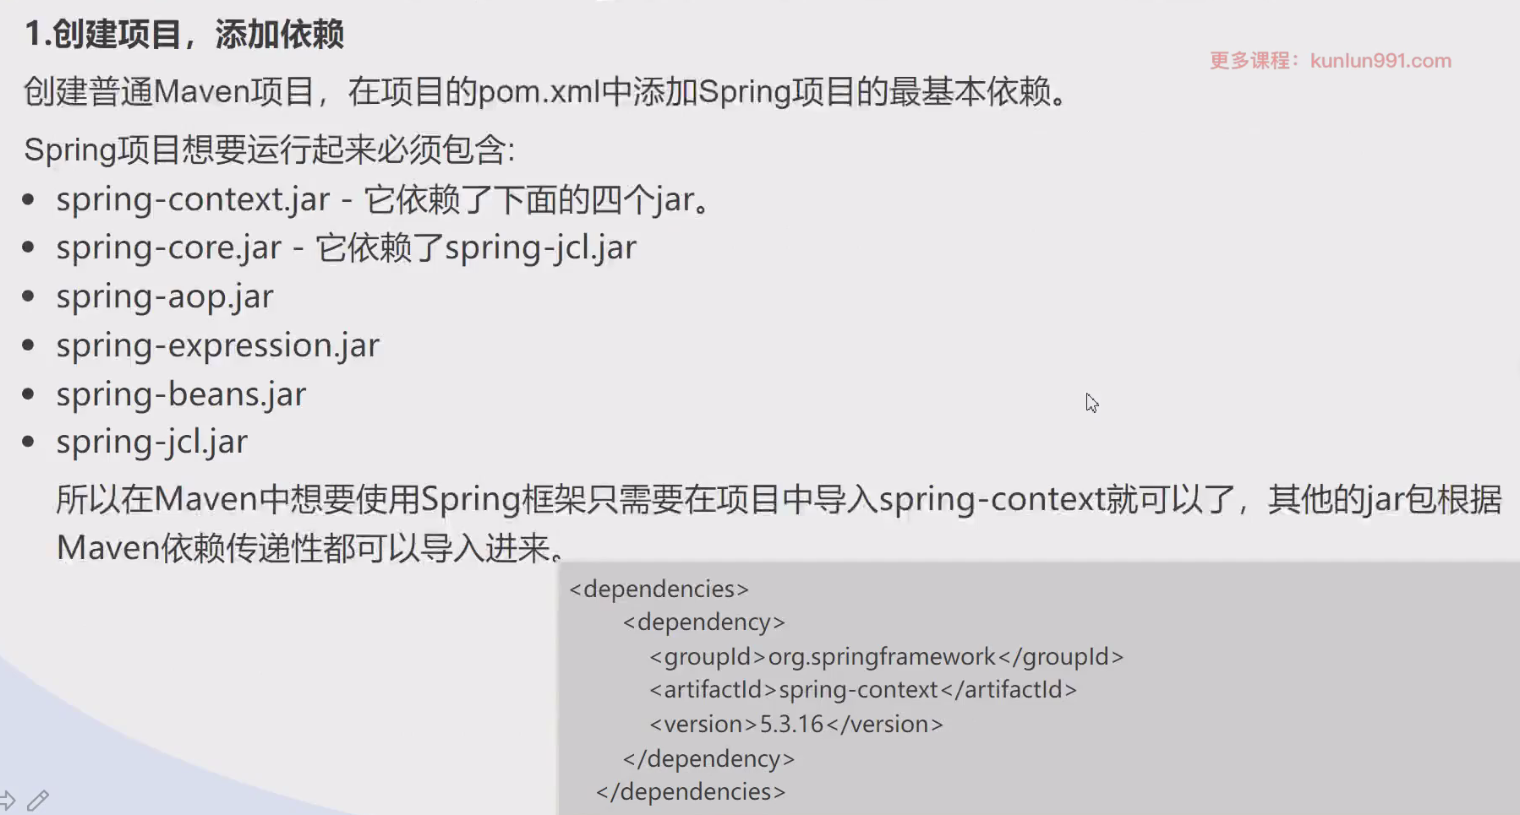 1.创建项目，添加依赖
更多课程：kunlun991.com
创建普通Maven项目，在项目的pom.xml中添加Spring项目的最基本依赖。
Spring项目想要运行起来必须包含:
• spring-context.jar - 它依赖了下面的四个jar。
• spring-core.jar - 它依赖了spring-jcl.jar
• spring-aop.jar
• spring-expression.jar
• spring-beans.jar
• spring-jcl.jar
所以在Maven中想要使用Spring框架只需要在项目中导入spring-context就可以了，其他的jar包根据
Maven依赖传递性都可以导入进来。
<dependencies>
<dependency>
<groupId>org.springframework</groupId>
<artifactId>spring-context</artifactId>
<version>5.3.16</version>
</dependency>
</dependencies>